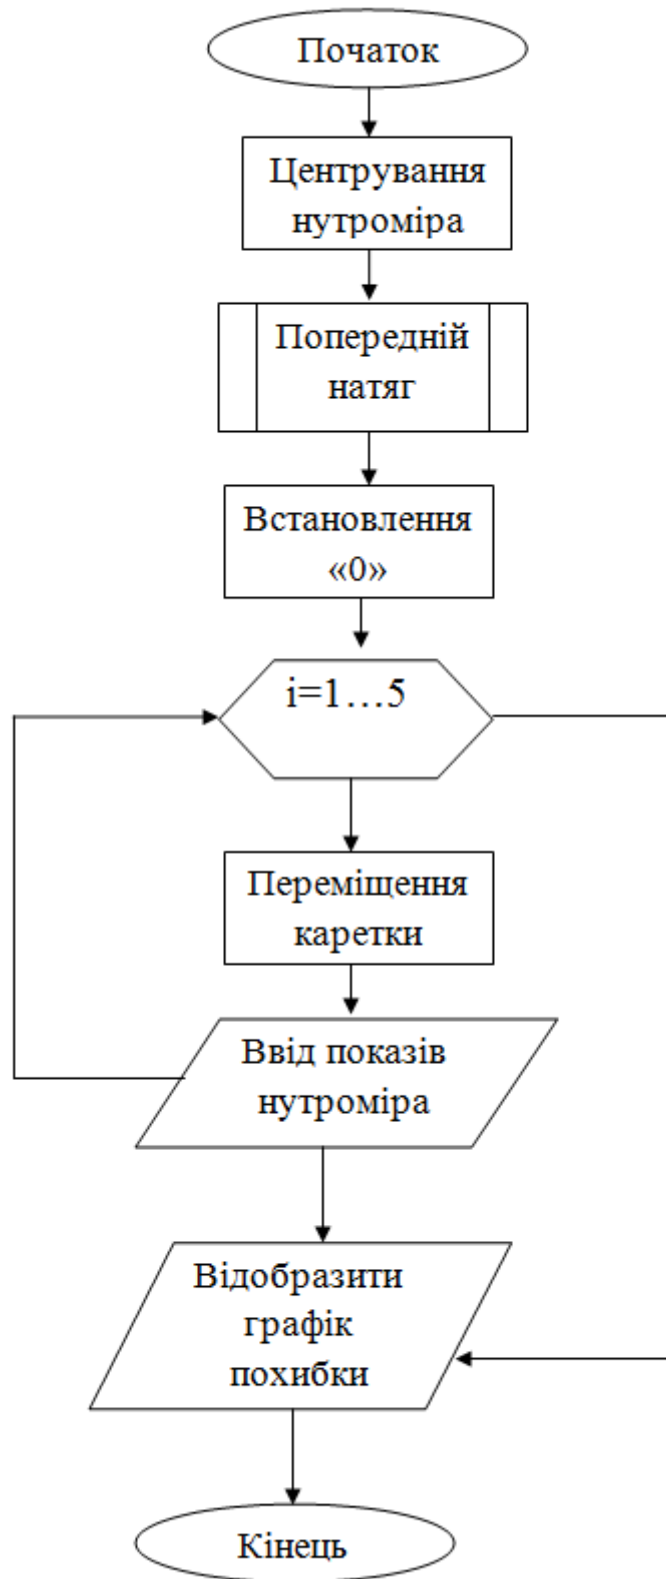 Початок
Центрування
нутроміра
Попередній
натяг
Встановлення
«0»
i=1…5
Переміщення
каретки
Ввід показів
нутроміра
Відобразити
графік
похибки
Кінець